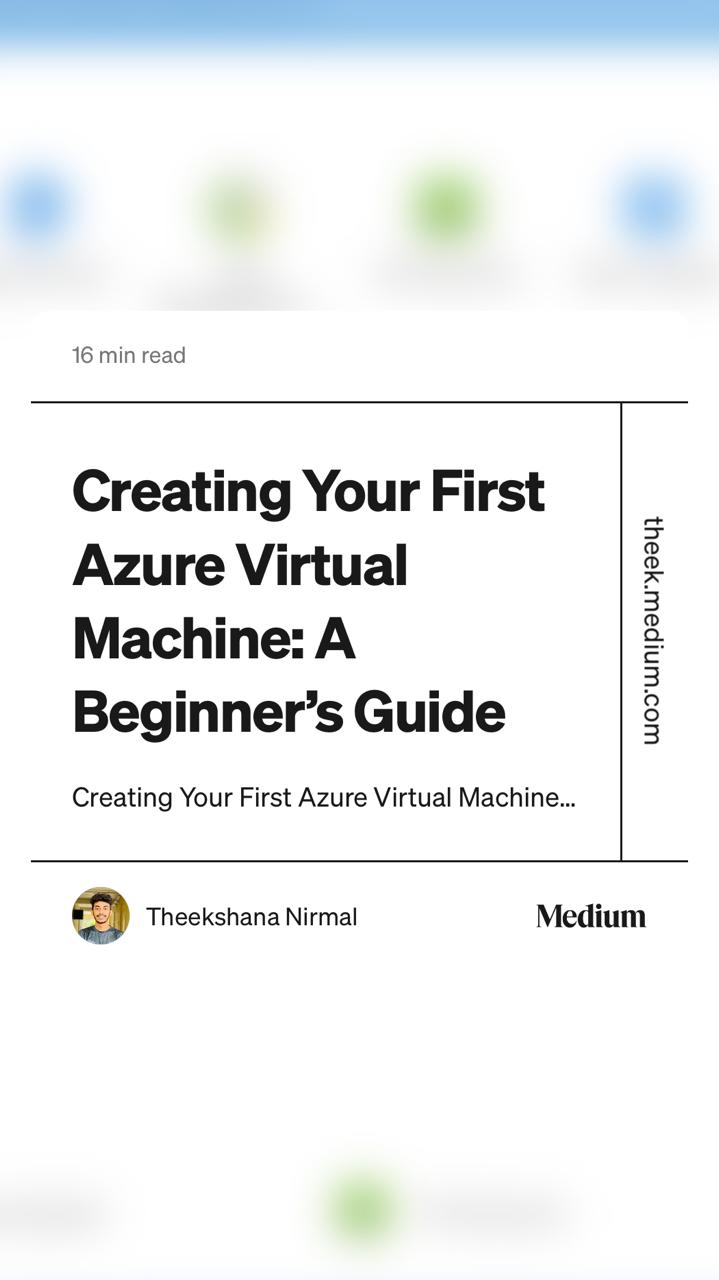 16 min read
Creating Your First
Azure Virtual
Machine: A
Beginner’s Guide
Creating Your First Azure Virtual Machine...
theek.medium.com
Theekshana Nirmal
Medium